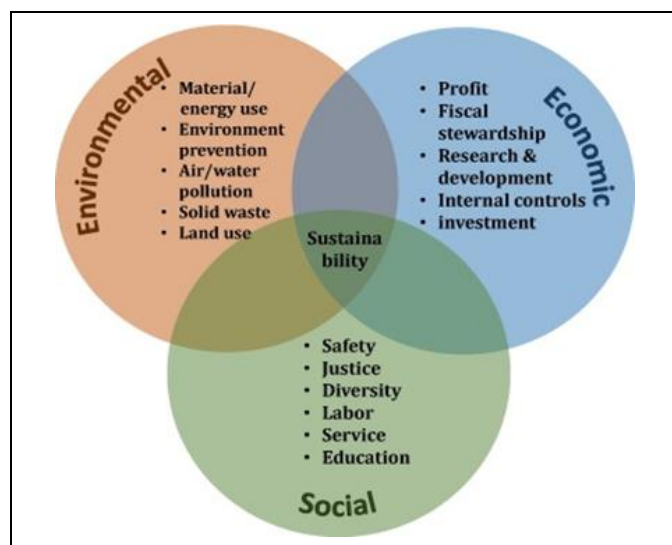 Environmental
• Material/
energy use
• Environment
prevention
• Air/water
pollution
• Solid waste
• Land use
Economic
• Profit
• Fiscal
stewardship
• Research &
development
• Internal controls
• investment
Sustaina
bility
• Safety
• Justice
• Diversity
• Labor
• Service
• Education
Social